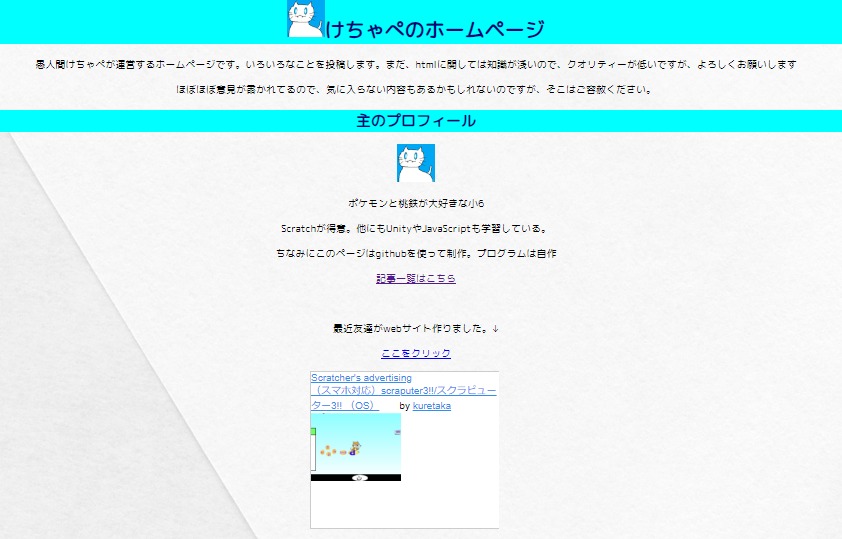 けちゃぺのホームページ
愚人間けちゃぺが運営するホームページです。いろいろなことを投稿します。まだ、htmlに関しては知識が浅いので、クオリティーが低いですが、よろしくお願いします
ほぼほぼ意見が書かれてるので、気に入らない内容もあるかもしれないのですが、そこはご容赦ください。
主のプロフィール
ポケモンと桃鉄が大好きな小6
Scratchが得意。他にもUnityやJavaScriptも学習している。
ちなみにこのページはgithubを使って制作。プログラムは自作
記事一覧はこちら
最近友達がwebサイト作りました。↓
ここをクリック
Scratcher's advertising
（スマホ対応）scraputer3!!/スクラピュー
ター3!! （OS） by kuretaka